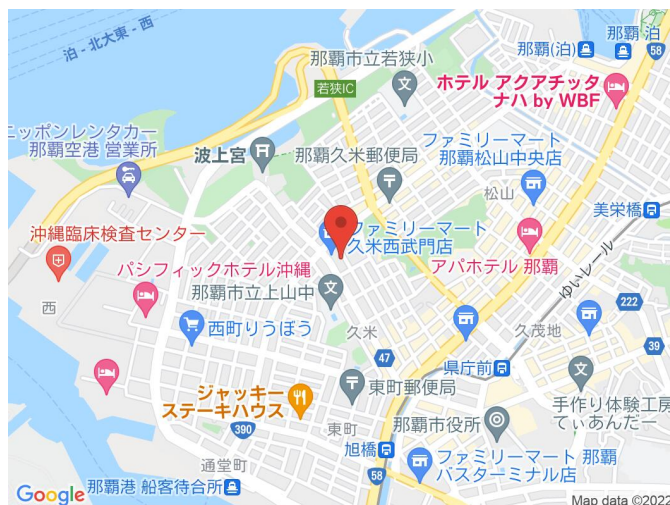 泊 - 北大東 - 西
那覇市立若狭小
那覇(泊)
那覇 泊
58
若狭IC
ホテル アクアチッタ
ナハ by WBF
ニッポンレンタカー
那覇空港 営業所
波上宮
那覇久米郵便局
ファミリーマート
那覇松山中央店
松山
美栄橋
沖縄臨床検査センター
ファミリーマート
久米西武門店
アパホテル 那覇
ゆいレール
パシフィックホテル沖縄
那覇市立上山中
西
222
西町りうぼう
久米
久茂地
39
47
県庁前
東町郵便局
ジャッキー
ステーキハウス
那覇市役所
手作り体験工房
てぃあんだー
390
東町
旭橋
通堂町
58
ファミリーマート 那覇
バスターミナル店
那覇港 船客待合所
Google
Map data ©2022